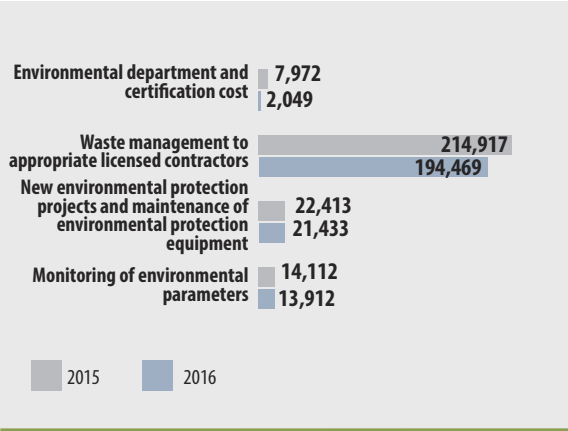 Environmental department and
certification cost
7,972
2,049
Waste management to
appropriate licensed contractors
214,917
194,469
New environmental protection
projects and maintenance of
environmental protection
equipment
22,413
21,433
Monitoring of environmental
parameters
14,112
13,912
2015 2016